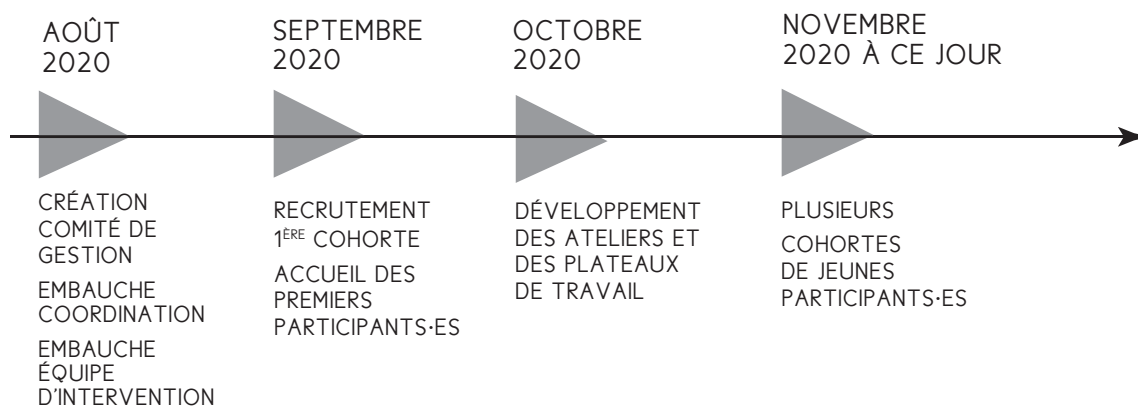 AOÛT
2020
SEPTEMBRE
2020
OCTOBRE
2020
NOVEMBRE
2020 À CE JOUR
CRÉATION
COMITÉ DE
GESTION
EMBAUCHE
COORDINATION
EMBAUCHE
ÉQUIPE
D'INTERVENTION
RECRUTEMENT
1ÈRE COHORTE
ACCUEIL DES
PREMIERS
PARTICIPANTS·ES
DÉVELOPPEMENT
DES ATELIERS ET
DES PLATEAUX
DE TRAVAIL
PLUSIEURS
COHORTES
DE JEUNES
PARTICIPANTS·ES